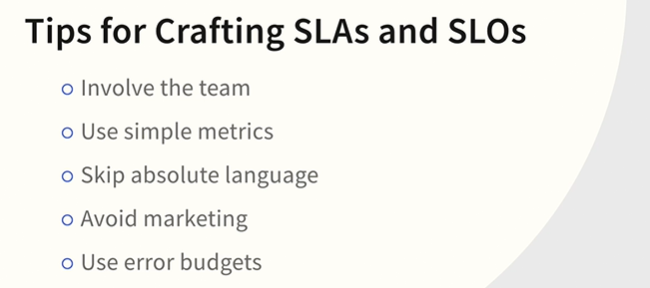 Tips for Crafting SLAs and SLOs
Involve the team
Use simple metrics
Skip absolute language
Avoid marketing
Use error budgets